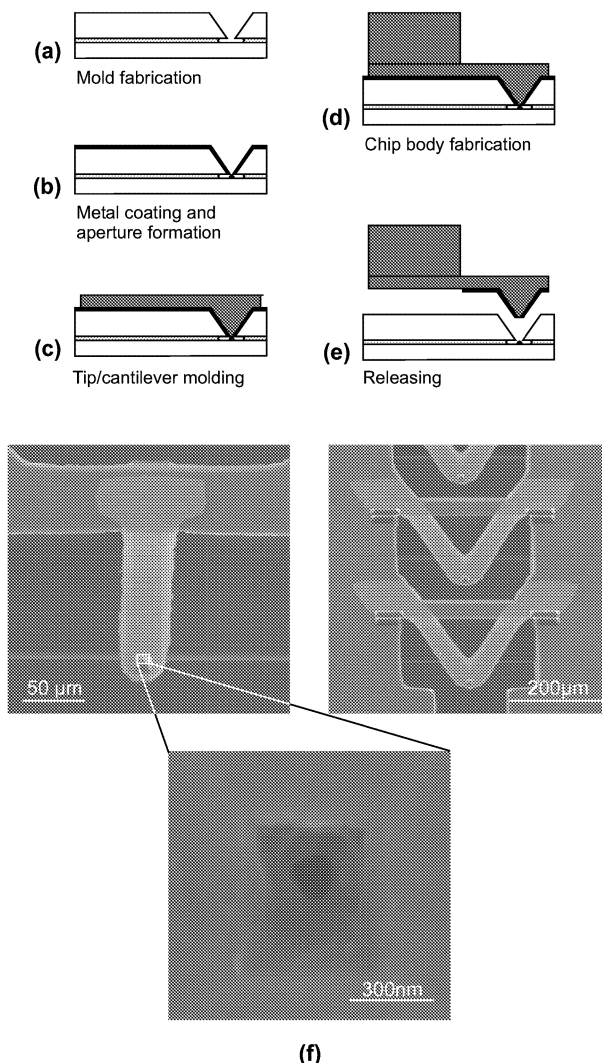 (a)
Mold fabrication
(b)
Metal coating and
aperture formation
(c)
Tip/cantilever molding
(d)
Chip body fabrication
(e)
Releasing
50 µm
200µm
300nm
(f)